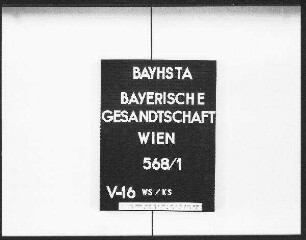 BAYHSTA
BAYERISCHE
GESANDTSCHAFT
WIEN
568/1
V-16 WS/KS